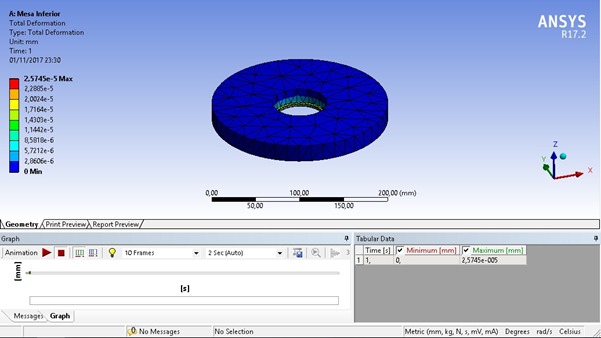 A: Mesa Inferior
Total Deformation
Type: Total Deformation
Unit: mm
Time: 1
01/11/2017 23:30
2,5745e-5 Max
2,2885e-5
2,0024e-5
1,7164e-5
1,4303e-5
1,1442e-5
8,5818e-6
5,7212e-6
2,8606e-6
0 Min
ANSYS
R17.2
0,00 100,00 200,00 (mm)
50,00 150,00
Z
Y
X
Geometry Print Preview Report Preview
Graph
Animation 10 Frames 2 Sec (Auto)
[mm]
[s]
Messages Graph
Tabular Data
Time [s] Minimum [mm] Maximum [mm]
1 1, 0, 2,5745e-005
0 No Messages No Selection Metric (mm, kg, N, s, mV, mA) Degrees rad/s Celsius